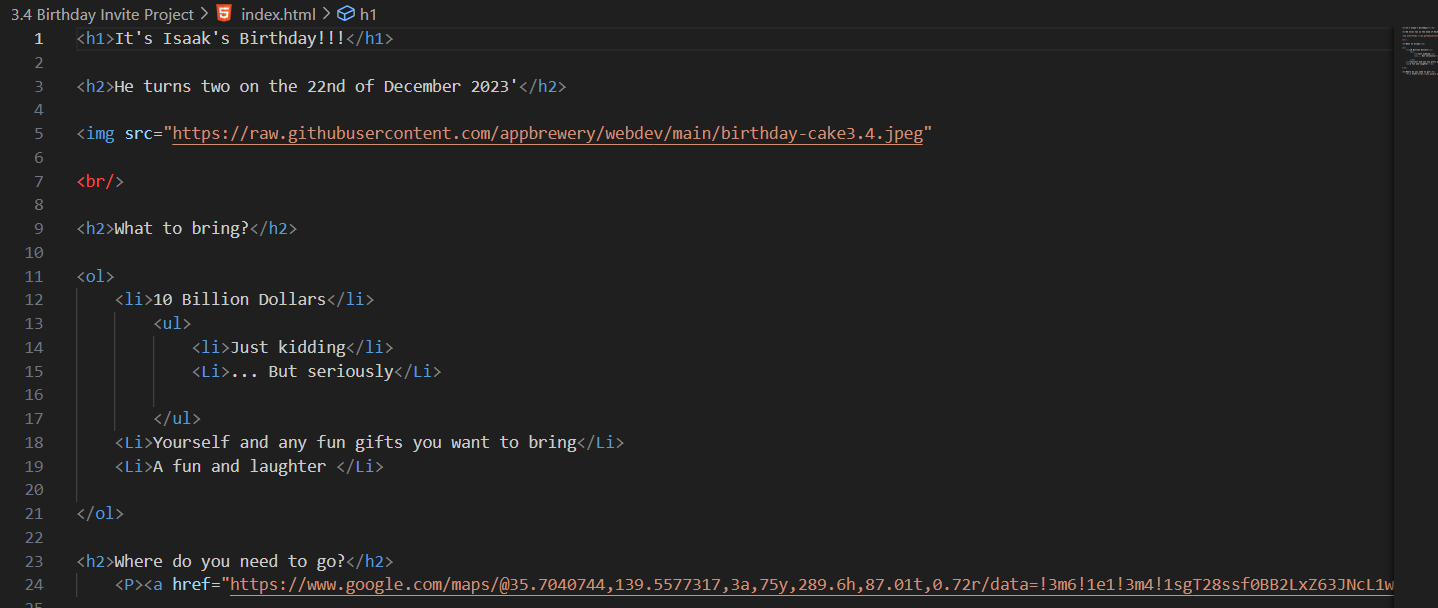 3.4 Birthday Invite Project > index.html > h1
1 <h1>It's Isaak's Birthday!!!</h1>
2
3 <h2>He turns two on the 22nd of December 2023'</h2>
4
5 <img src="https://raw.githubusercontent.com/appbrewery/webdev/main/birthday-cake3.4.jpeg"
6
7 <br/>
8
9 <h2>What to bring?</h2>
10
11 <ol>
12 <li>10 Billion Dollars</li>
13 <ul>
14 <li>Just kidding</li>
15 <Li>... But seriously</Li>
16
17 </ul>
18 <Li>Yourself and any fun gifts you want to bring</Li>
19 <Li>A fun and laughter </Li>
20
21 </ol>
22
23 <h2>Where do you need to go?</h2>
24 <P><a href="https://www.google.com/maps/@35.7040744,139.5577317,3a,75y,289.6h,87.01t,0.72r/data=!3m6!1e1!3m4!1sgT28ssf0BB2LxZ63JNcL1w
25